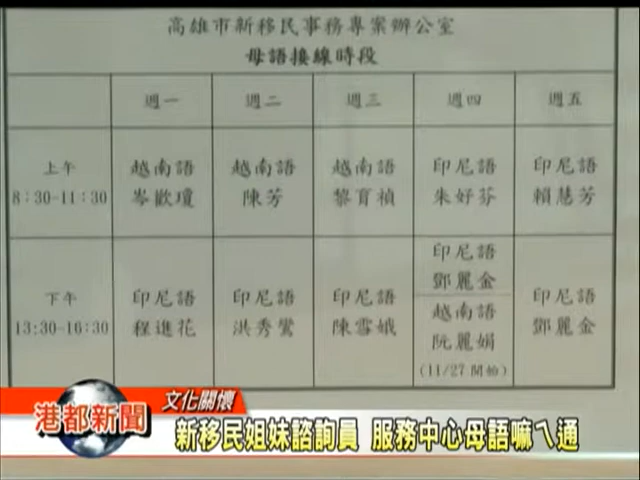 高雄市新移民事務專案辦公室
母語接線時段
週一 週二 週三 週四 週五
上午 8:30-11:30 越南語 岑歡瓊 越南語 陳芳 越南語 黎育禎 印尼語 朱好芬 印尼語 賴慧芳
下午 13:30-16:30 印尼語 程進花 印尼語 洪秀鸞 印尼語 陳雪娥 印尼語 鄧麗金 越南語 阮麗娟 (11/27開始) 印尼語 鄧麗金
文化關懷
港都新聞
新移民姐妹諮詢員 服務中心母語嘛ㄟ通